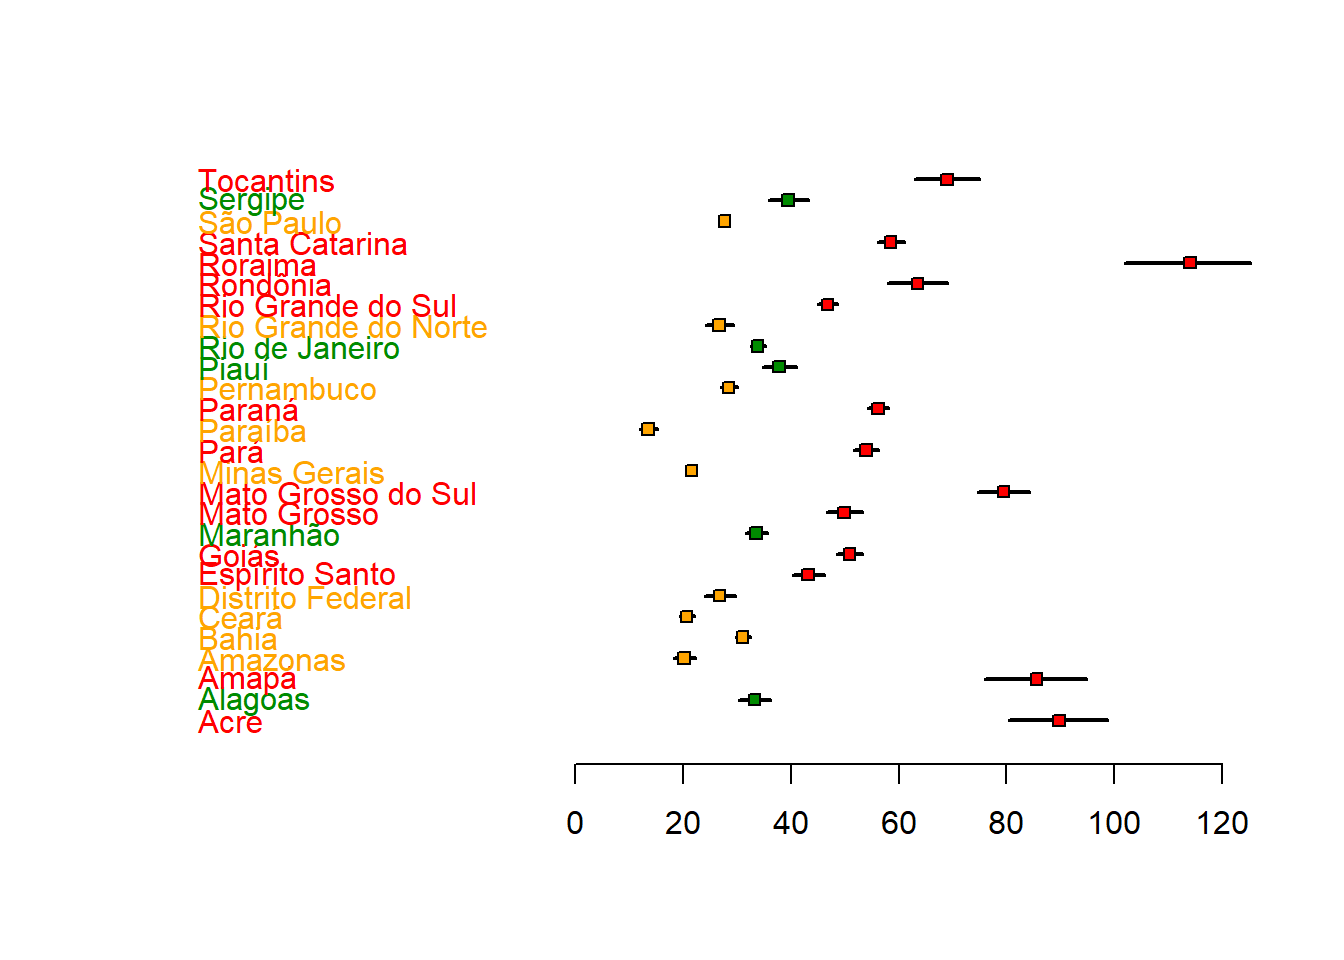 Tocantins
Sergipe
São Paulo
Santa Catarina
Roraima
Rondônia
Rio Grande do Sul
Rio Grande do Norte
Rio de Janeiro
Piauí
Pernambuco
Paraná
Paraíba
Pará
Minas Gerais
Mato Grosso do Sul
Mato Grosso
Maranhão
Goiás
Espírito Santo
Distrito Federal
Ceará
Bahia
Amazonas
Amapá
Alagoas
Acre
0 20 40 60 80 100 120